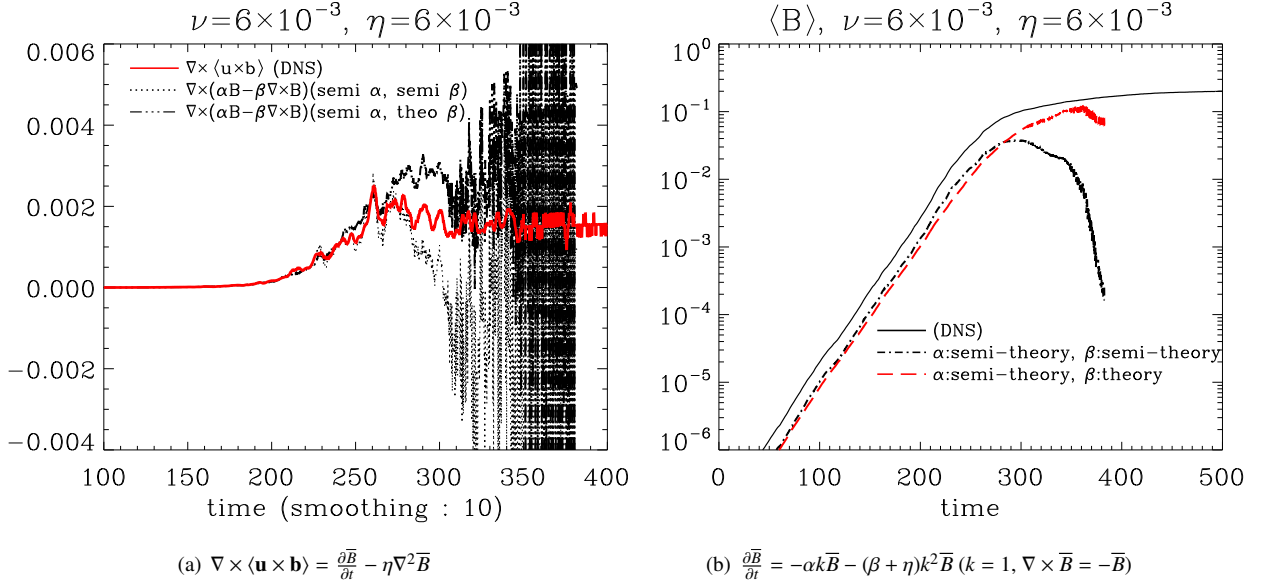 ν=6×10⁻³, η=6×10⁻³
0.006
0.004
0.002
0.000
−0.002
−0.004
∇×⟨u×b⟩ (DNS)
∇×(αB−β∇×B)(semi α, semi β)
∇×(αB−β∇×B)(semi α, theo β)
100 150 200 250 300 350 400
time (smoothing : 10)
(a) ∇ × ⟨u × b⟩ = ∂B̅/∂t − η∇²B̅
⟨B⟩, ν=6×10⁻³, η=6×10⁻³
10⁰
10⁻¹
10⁻²
10⁻³
10⁻⁴
10⁻⁵
10⁻⁶
(DNS)
α:semi−theory, β:semi−theory
α:semi−theory, β:theory
0 100 200 300 400 500
time
(b) ∂B̅/∂t = −αkB̅ − (β + η)k²B̅ (k = 1, ∇ × B̅ = −B̅)